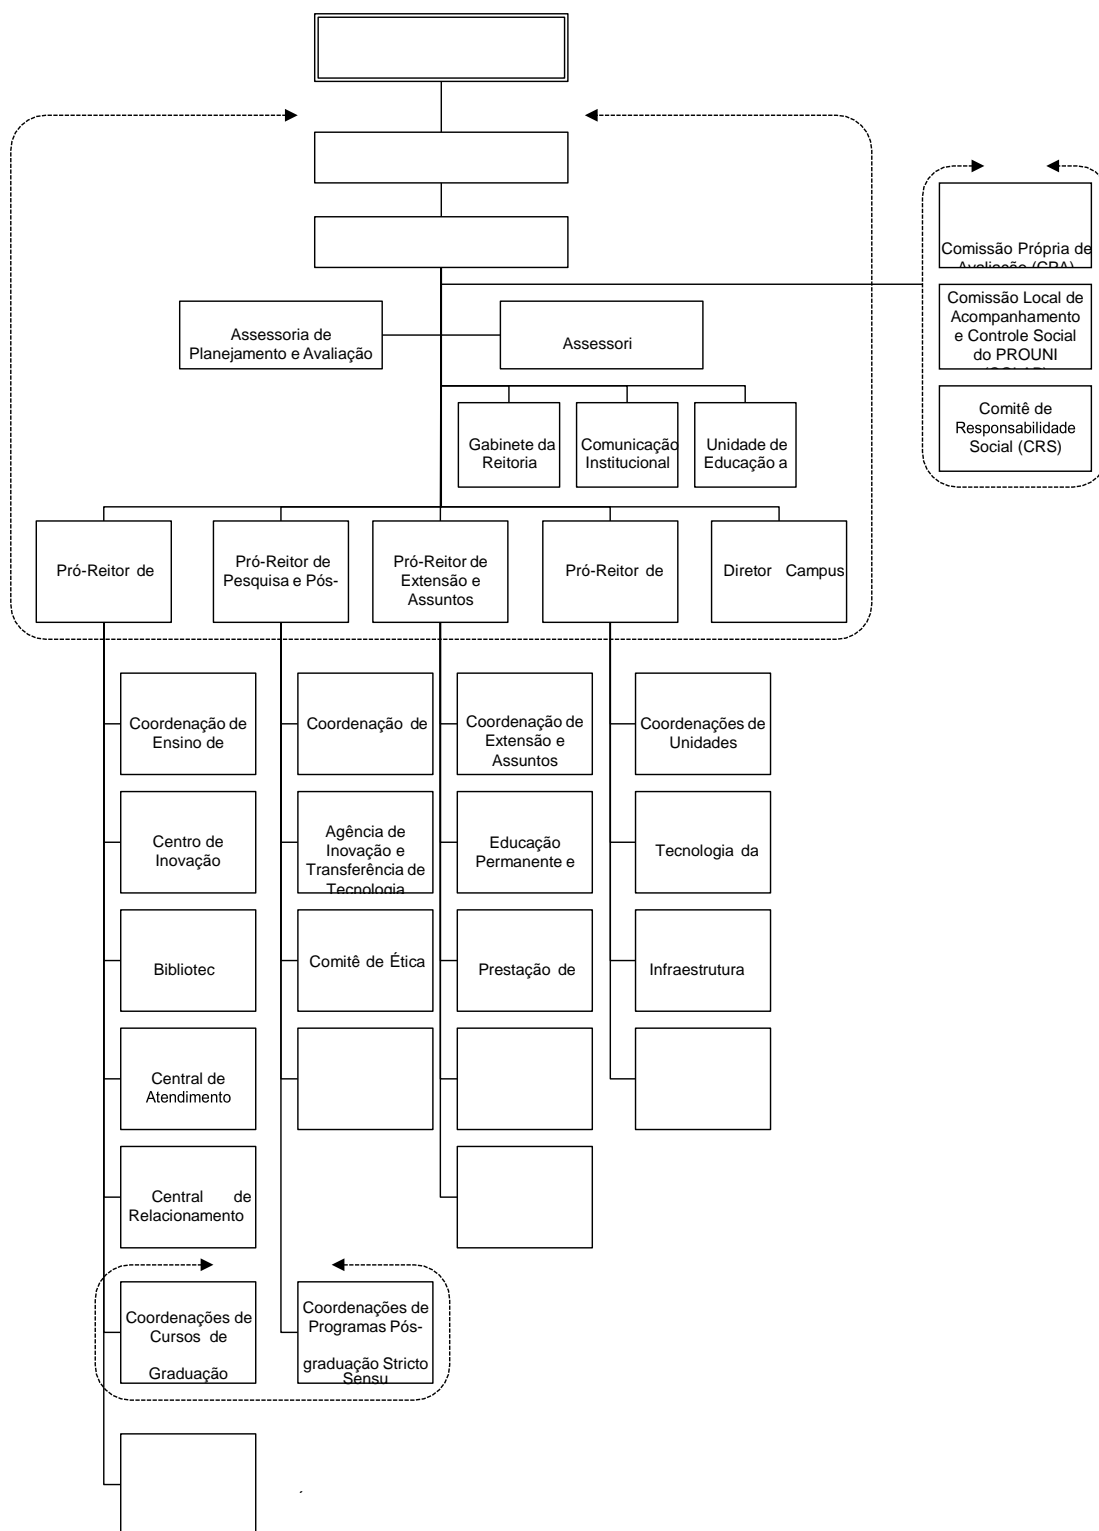 Comissão Própria de
Avaliação (CPA)
Comissão Local de
Acompanhamento
e Controle Social
do PROUNI
Comitê de
Responsabilidade
Social (CRS)
Assessoria de
Planejamento e Avaliação
Assessori
Gabinete da
Reitoria
Comunicação
Institucional
Unidade de
Educação a
Pró-Reitor de
Pró-Reitor de
Pesquisa e Pós-
Pró-Reitor de
Extensão e
Assuntos
Pró-Reitor de
Diretor Campus
Coordenação de
Ensino de
Coordenação de
Coordenação de
Extensão e
Assuntos
Coordenações de
Unidades
Centro de
Inovação
Agência de
Inovação e
Transferência de
Tecnologia
Educação
Permanente e
Tecnologia da
Bibliotec
Comitê de Ética
Prestação de
Infraestrutura
Central de
Atendimento
Central de
Relacionamento
Coordenações de
Cursos de
Graduação
Coordenações de
Programas Pós-
graduação Stricto
Sensu